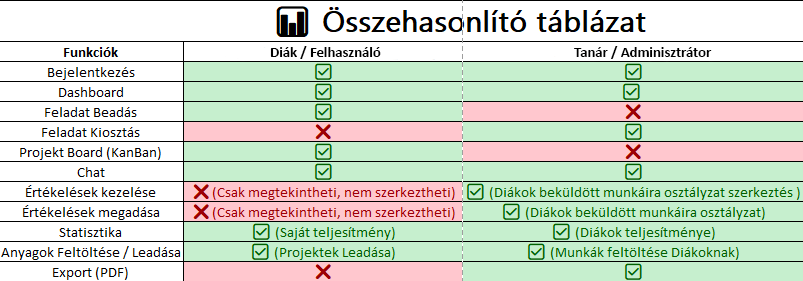 Összehasonlító táblázat
Funkciók Diák / Felhasználó Tanár / Adminisztrátor
Bejelentkezés
Dashboard
Feladat Beadás
Feladat Kiosztás
Projekt Board (KanBan)
Chat
Értékelések kezelése (Csak megtekintheti, nem szerkeztheti) (Diákok beküldött munkáira osztályzat szerkeztés )
Értékelések megadása (Csak megtekintheti, nem szerkeztheti) (Diákok beküldött munkáira osztályzat)
Statisztika (Saját teljesítmény) (Diákok teljesítménye)
Anyagok Feltöltése / Leadása (Projektek Leadása) (Munkák feltöltése Diákoknak)
Export (PDF)